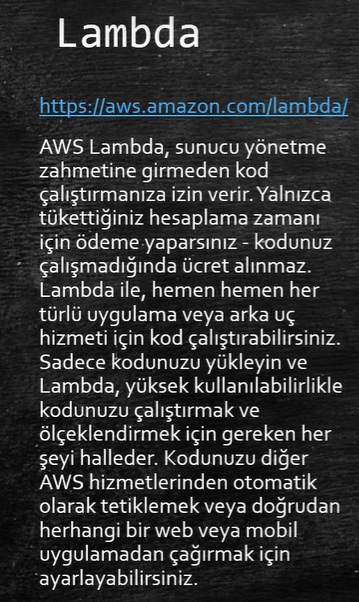 Lambda
https://aws.amazon.com/lambda/
AWS Lambda, sunucu yönetme
zahmetine girmeden kod
çalıştırmanıza izin verir. Yalnızca
tükettiğiniz hesaplama zamanı
için ödeme yaparsınız - kodunuz
çalışmadığında ücret alınmaz.
Lambda ile, hemen hemen her
türlü uygulama veya arka uç
hizmeti için kod çalıştırabilirsiniz.
Sadece kodunuzu yükleyin ve
Lambda, yüksek kullanılabilirlikle
kodunuzu çalıştırmak ve
ölçeklendirmek için gereken her
şeyi halleder. Kodunuzu diğer
AWS hizmetlerinden otomatik
olarak tetiklemek veya doğrudan
herhangi bir web veya mobil
uygulamadan çağırmak için
ayarlayabilirsiniz.